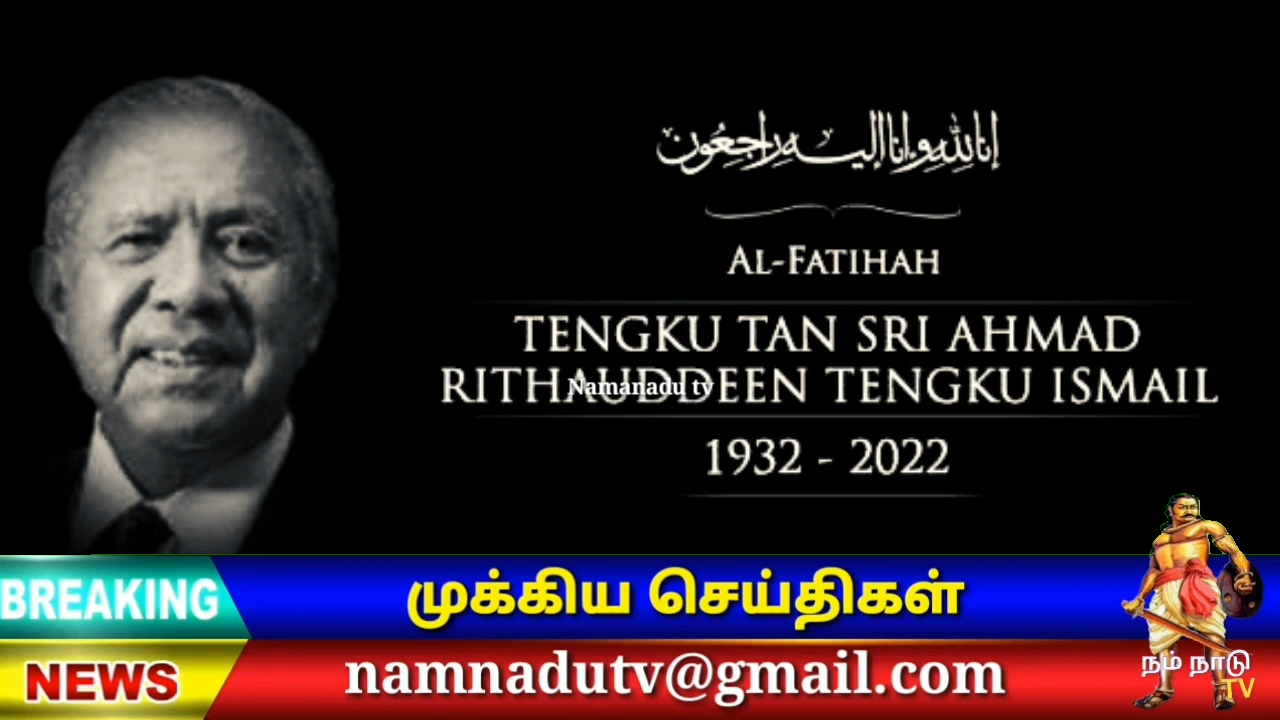 إنا لله وإنا إليه راجعون
AL-FATIHAH
TENGKU TAN SRI AHMAD
RITHAUDDEEN TENGKU ISMAIL
Namanadu tv
1932 - 2022
BREAKING
முக்கிய செய்திகள்
NEWS
namnadutv@gmail.com
நம் நாடு
TV